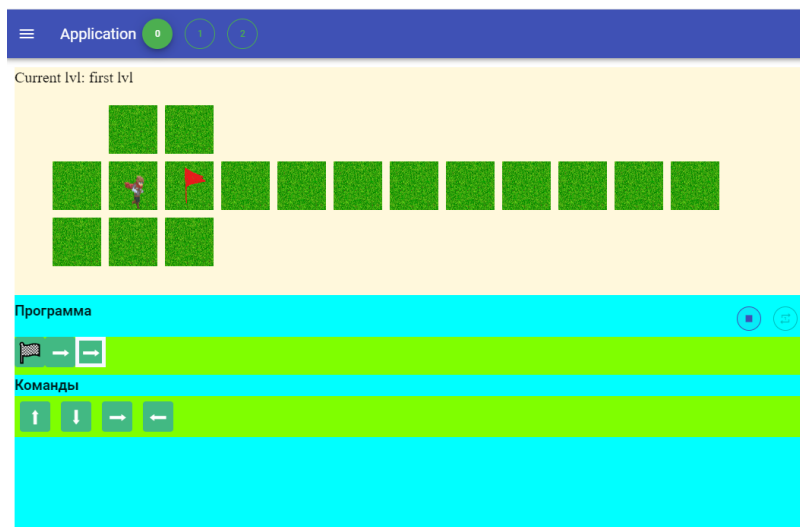 Application 0 1 2
Current lvl: first lvl
Программа
Команды